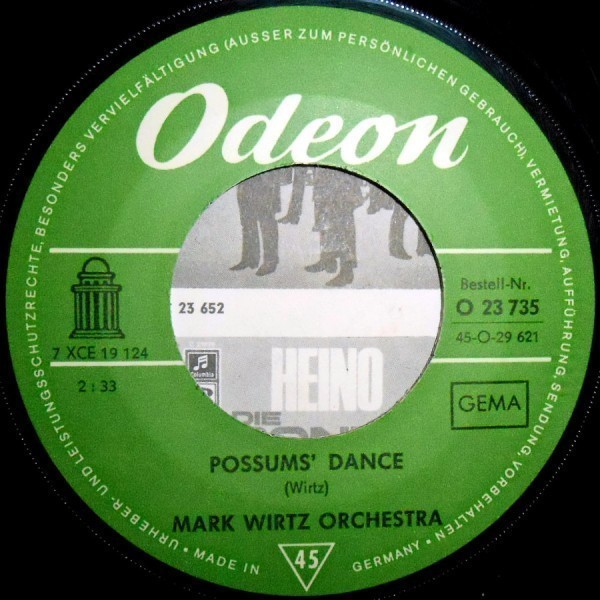 URHEBER- UND LEISTUNGSSCHUTZRECHTE, BESONDERS VERVIELFÄLTIGUNG (AUSSER ZUM PERSÖNLICHEN GEBRAUCH), VERMIETUNG, AUFFÜHRUNG, SENDUNG, VORBEHALTEN
Odeon
Bestell-Nr.
O 23 735
45-O-29 621
23 652
7 XCE 19 124
2 : 33
Columbia
HEINO
DIE
GEMA
POSSUMS' DANCE
(Wirtz)
MARK WIRTZ ORCHESTRA
• MADE IN
45
GERMANY •